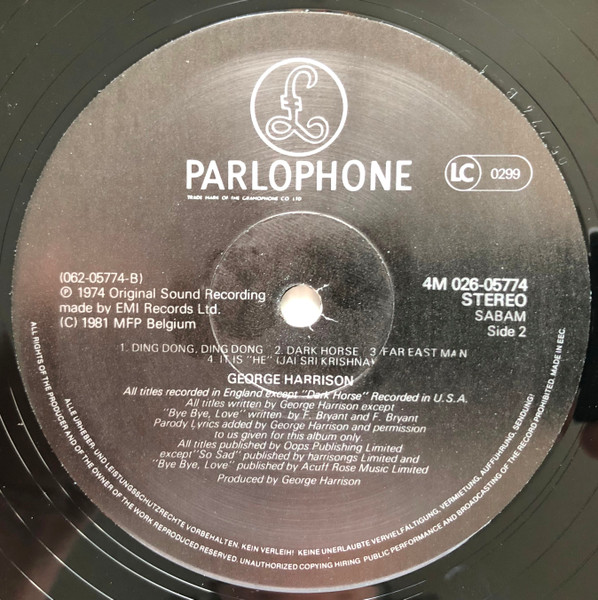 £
PARLOPHONE
TRADE MARK OF THE GRAMOPHONE CO. LTD
LC 0299
(062-05774-B)
℗ 1974 Original Sound Recording
made by EMI Records Ltd.
(C) 1981 MFP Belgium
4M 026-05774
STEREO
SABAM
Side 2
1. DING DONG, DING DONG 2. DARK HORSE 3. FAR EAST MAN
4. IT IS "HE" (JAI SRI KRISHNA)
GEORGE HARRISON
All titles recorded in England except "Dark Horse" Recorded in U.S.A.
All titles written by George Harrison except
"Bye Bye, Love" written by F. Bryant and F. Bryant
Parody Lyrics added by George Harrison and permission
to us given for this album only.
All titles published by Oops Publishing Limited
except "So Sad" published by harrisongs Limited and
"Bye Bye, Love" published by Acuff Rose Music Limited
Produced by George Harrison
ALLE URHEBER- UND LEISTUNGSSCHUTZRECHTE VORBEHALTEN. KEIN VERLEIH! KEINE UNERLAUBTE VERVIELFÄLTIGUNG, VERMIETUNG, AUFFÜHRUNG, SENDUNG!
ALL RIGHTS OF THE PRODUCER AND OF THE OWNER OF THE WORK REPRODUCED RESERVED. UNAUTHORIZED COPYING HIRING PUBLIC PERFORMANCE AND BROADCASTING OF THE RECORD PROHIBITED. MADE IN EEC.